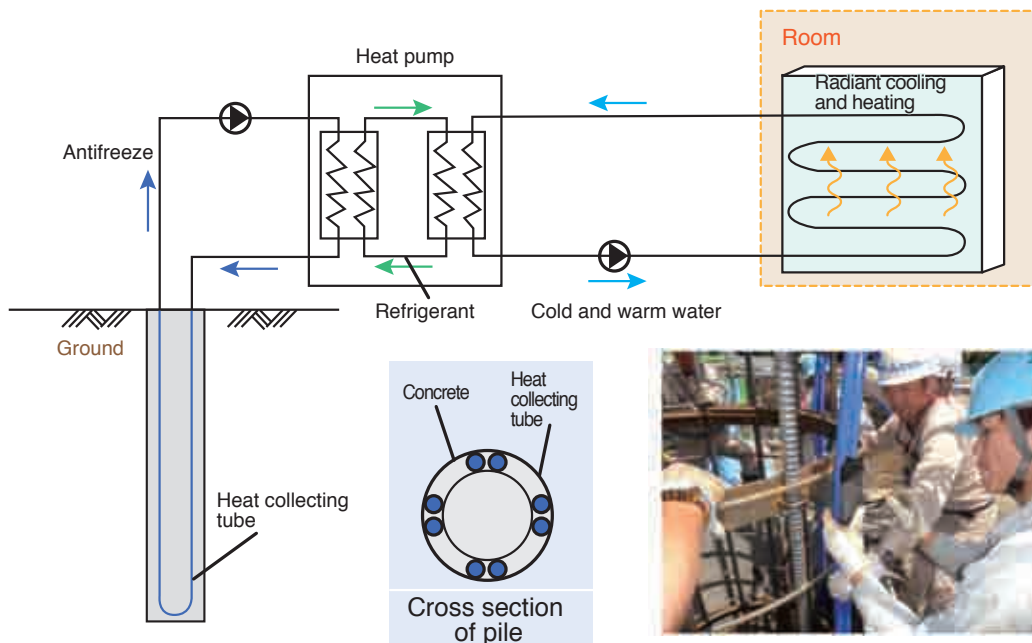 Room
Heat pump
Radiant cooling
and heating
Antifreeze
Refrigerant
Cold and warm water
Ground
Concrete
Heat
collecting
tube
Heat collecting
tube
Cross section
of pile